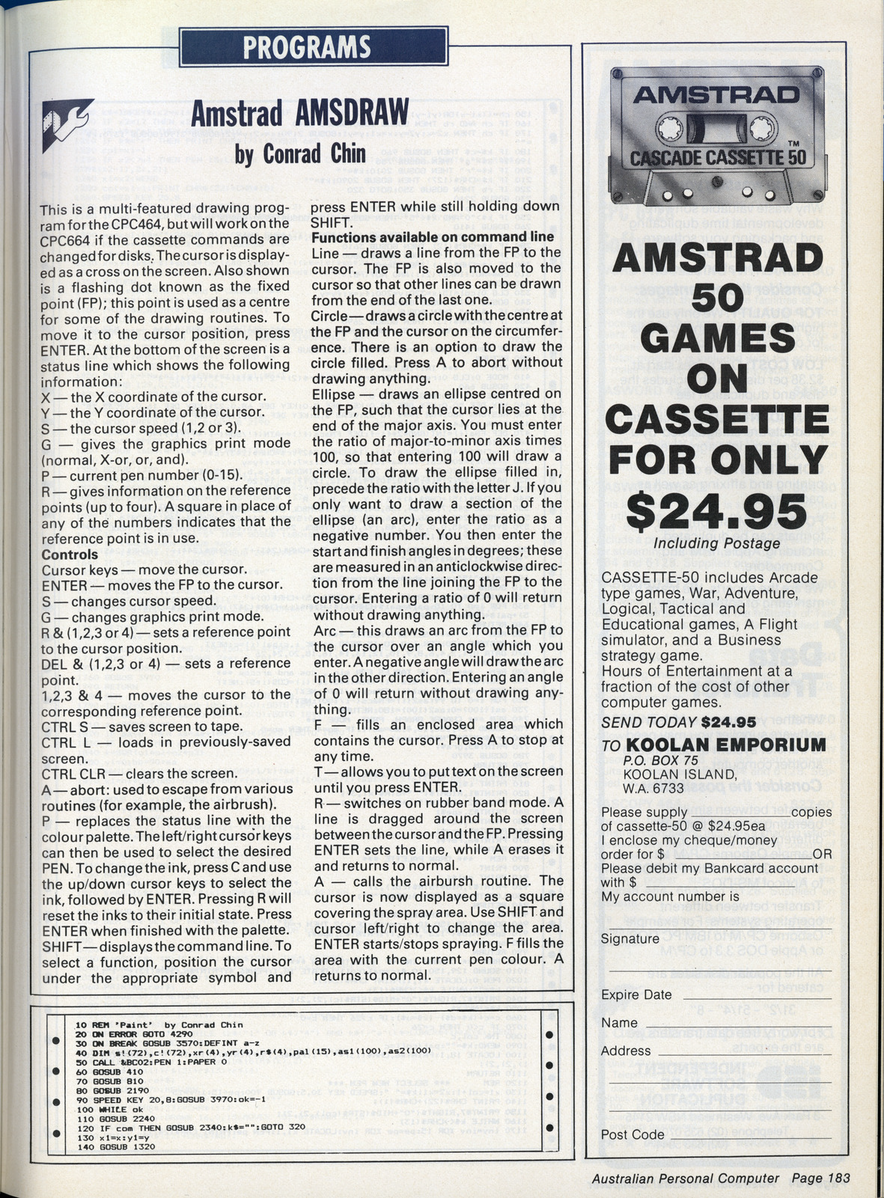 PROGRAMS
Amstrad AMSDRAW
by Conrad Chin
This is a multi-featured drawing prog-
ram for the CPC464, but will work on the
CPC664 if the cassette commands are
changed for disks. The cursor is display-
ed as a cross on the screen. Also shown
is a flashing dot known as the fixed
point (FP); this point is used as a centre
for some of the drawing routines. To
move it to the cursor position, press
ENTER. At the bottom of the screen is a
status line which shows the following
information:
X — the X coordinate of the cursor.
Y — the Y coordinate of the cursor.
S — the cursor speed (1,2 or 3).
G — gives the graphics print mode
(normal, X-or, or, and).
P — current pen number (0-15).
R — gives information on the reference
points (up to four). A square in place of
any of the numbers indicates that the
reference point is in use.
Controls
Cursor keys — move the cursor.
ENTER — moves the FP to the cursor.
S — changes cursor speed.
G — changes graphics print mode.
R & (1,2,3 or 4) — sets a reference point
to the cursor position.
DEL & (1,2,3 or 4) — sets a reference
point.
1,2,3 & 4 — moves the cursor to the
corresponding reference point.
CTRL S — saves screen to tape.
CTRL L — loads in previously-saved
screen.
CTRL CLR — clears the screen.
A — abort: used to escape from various
routines (for example, the airbrush).
P — replaces the status line with the
colour palette. The left/right cursor keys
can then be used to select the desired
PEN. To change the ink, press C and use
the up/down cursor keys to select the
ink, followed by ENTER. Pressing R will
reset the inks to their initial state. Press
ENTER when finished with the palette.
SHIFT — displays the command line. To
select a function, position the cursor
under the appropriate symbol and
press ENTER while still holding down
SHIFT.
Functions available on command line
Line — draws a line from the FP to the
cursor. The FP is also moved to the
cursor so that other lines can be drawn
from the end of the last one.
Circle — draws a circle with the centre at
the FP and the cursor on the circumfer-
ence. There is an option to draw the
circle filled. Press A to abort without
drawing anything.
Ellipse — draws an ellipse centred on
the FP, such that the cursor lies at the
end of the major axis. You must enter
the ratio of major-to-minor axis times
100, so that entering 100 will draw a
circle. To draw the ellipse filled in,
precede the ratio with the letter J. If you
only want to draw a section of the
ellipse (an arc), enter the ratio as a
negative number. You then enter the
start and finish angles in degrees; these
are measured in an anticlockwise direc-
tion from the line joining the FP to the
cursor. Entering a ratio of 0 will return
without drawing anything.
Arc — this draws an arc from the FP to
the cursor over an angle which you
enter. A negative angle will draw the arc
in the other direction. Entering an angle
of 0 will return without drawing any-
thing.
F — fills an enclosed area which
contains the cursor. Press A to stop at
any time.
T — allows you to put text on the screen
until you press ENTER.
R — switches on rubber band mode. A
line is dragged around the screen
between the cursor and the FP. Pressing
ENTER sets the line, while A erases it
and returns to normal.
A — calls the airbursh routine. The
cursor is now displayed as a square
covering the spray area. Use SHIFT and
cursor left/right to change the area.
ENTER starts/stops spraying. F fills the
area with the current pen colour. A
returns to normal.
10 REM 'Paint' by Conrad Chin
20 ON ERROR GOTO 4290
30 ON BREAK GOSUB 3570:DEFINT a-z
40 DIM s!(72),c!(72),xr(4),yr(4),r$(4),pal(15),as1(100),as2(100)
50 CALL &BC02:PEN 1:PAPER 0
60 GOSUB 410
70 GOSUB 810
80 GOSUB 2190
90 SPEED KEY 20,8:GOSUB 3970:ok=-1
100 WHILE ok
110 GOSUB 2240
120 IF com THEN GOSUB 2340:k$="":GOTO 320
130 x1=x:y1=y
140 GOSUB 1320
AMSTRAD
CASCADE CASSETTE 50 ™
AMSTRAD
50
GAMES
ON
CASSETTE
FOR ONLY
$24.95
Including Postage
CASSETTE-50 includes Arcade
type games, War, Adventure,
Logical, Tactical and
Educational games, A Flight
simulator, and a Business
strategy game.
Hours of Entertainment at a
fraction of the cost of other
computer games.
SEND TODAY $24.95
TO KOOLAN EMPORIUM
P.O. BOX 75
KOOLAN ISLAND,
W.A. 6733
Please supply ____ copies
of cassette-50 @ $24.95ea
I enclose my cheque/money
order for $ ____ OR
Please debit my Bankcard account
with $
My account number is
Signature
Expire Date
Name
Address
Post Code
Australian Personal Computer Page 183